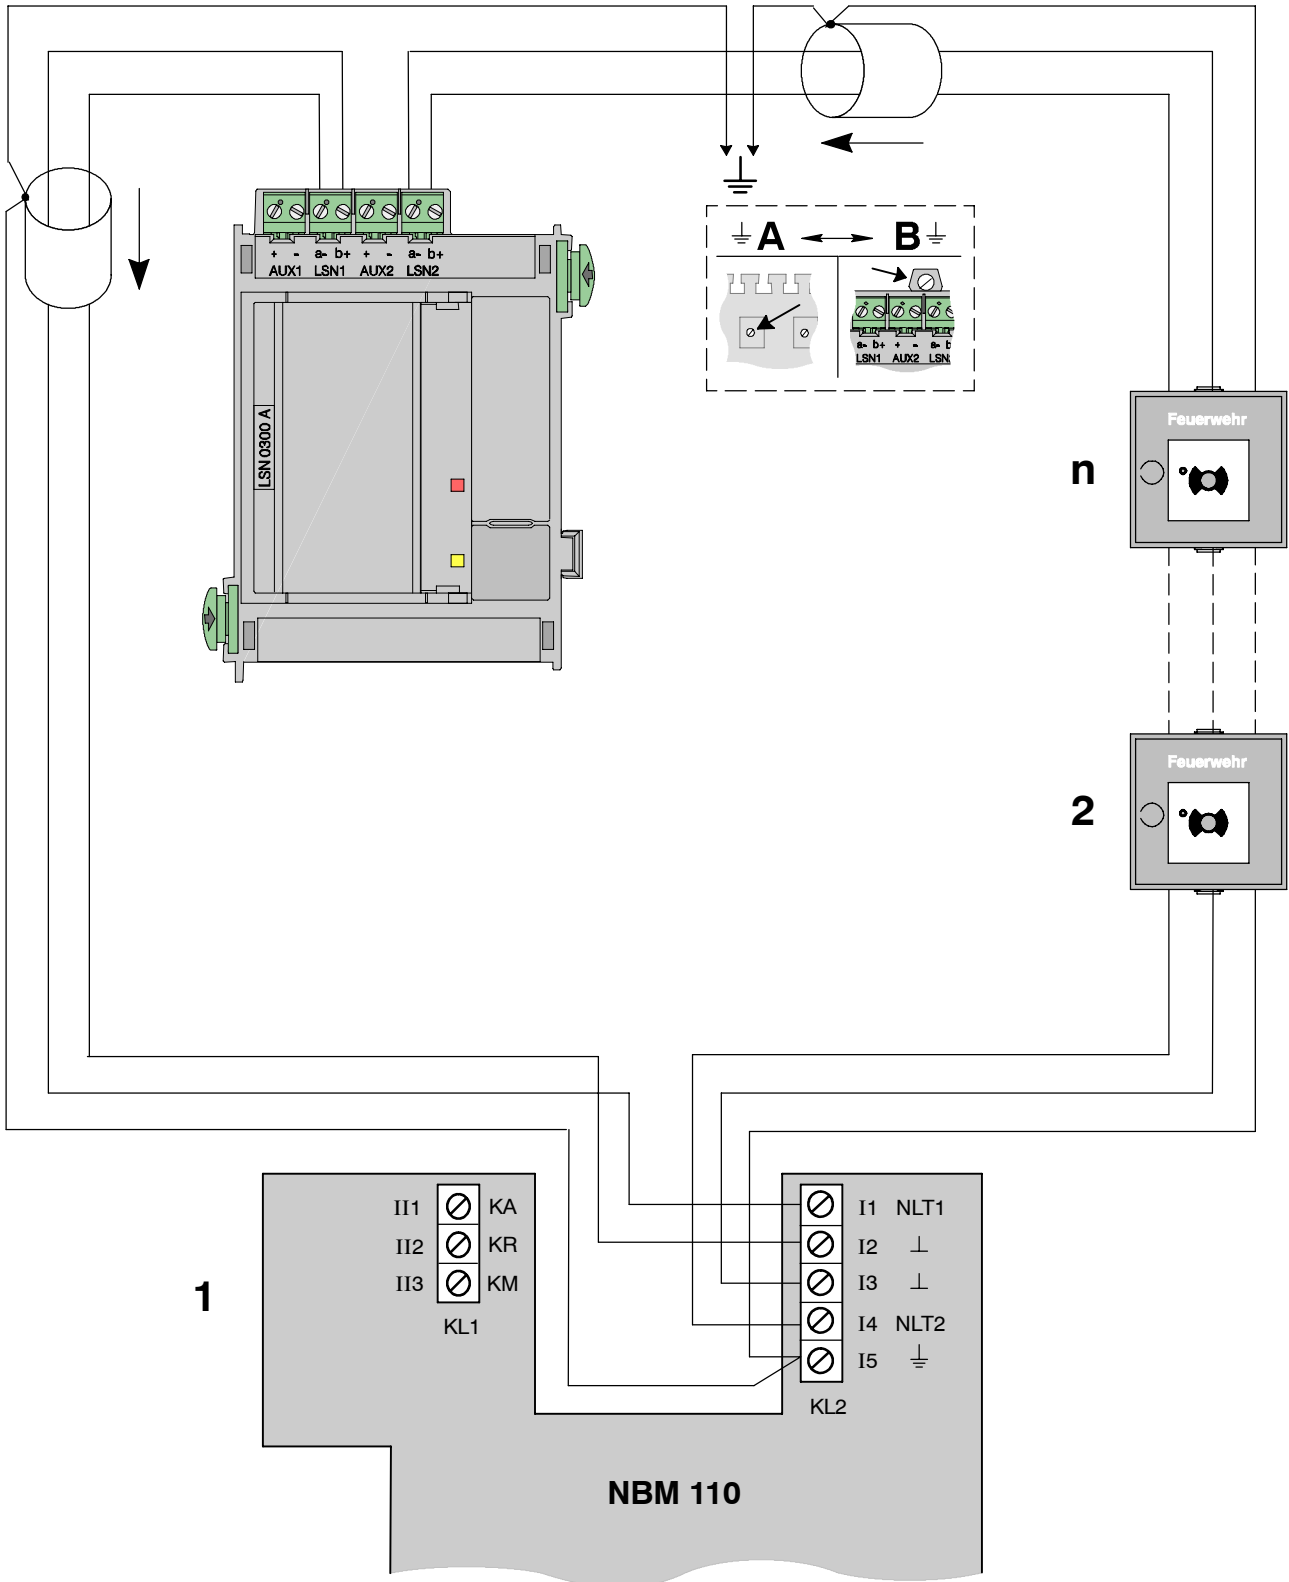 A B
+ - a- b+ + - a- b+
AUX1 LSN1 AUX2 LSN2
a- b+ + - a- b
LSN1 AUX2 LSN
LSN 0300 A
Feuerwehr
n
Feuerwehr
2
1
II1 KA
II2 KR
II3 KM
KL1
I1 NLT1
I2 ⊥
I3 ⊥
I4 NLT2
I5 ⏚
KL2
NBM 110